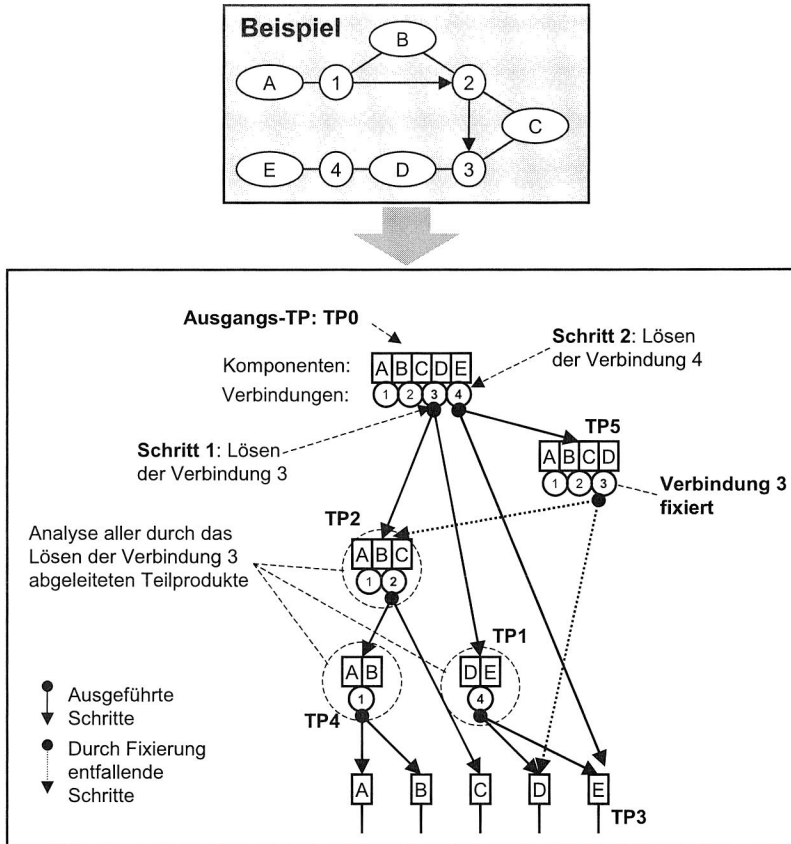 Beispiel
B
A
1
2
C
E
4
D
3
Ausgangs-TP: TP0
Schritt 2: Lösen
der Verbindung 4
Komponenten:
A B C D E
Verbindungen:
1 2 3 4
TP5
A B C D
1 2 3
Schritt 1: Lösen
der Verbindung 3
Verbindung 3
fixiert
TP2
Analyse aller durch das
Lösen der Verbindung 3
abgeleiteten Teilprodukte
A B C
1 2
TP1
A B
D E
1
4
TP4
Ausgeführte
Schritte
Durch Fixierung
entfallende
Schritte
A
B
C
D
E
TP3